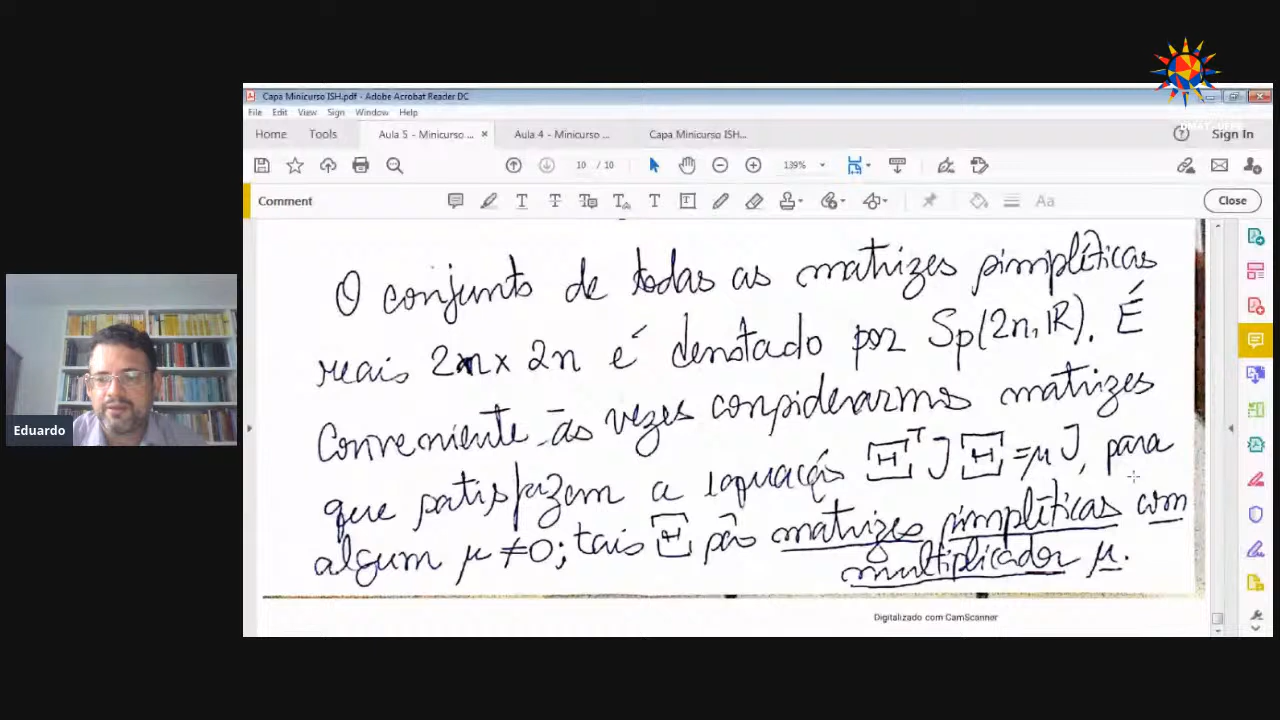 Capa Minicurso ISH.pdf - Adobe Acrobat Reader DC
File Edit View Sign Window Help
Home Tools Aula 5 - Minicurso ... × Aula 4 - Minicurso ... Capa Minicurso ISH... Sign In
10 / 10 139%
Comment Close
O conjunto de todas as matrizes simpléticas
reais 2n x 2n é denotado por Sp(2n, ℝ). É
conveniente às vezes considerarmos matrizes
que satisfazem a equação Ξ^T J Ξ = μ J, para
algum μ ≠ 0; tais Ξ são matrizes simpléticas com
multiplicador μ.
Digitalizado com CamScanner
Eduardo